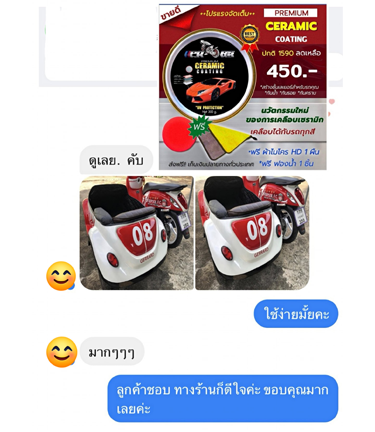 ขายดี
++โปรแรงจัดเต็ม++
PREMIUM
CERAMIC
COATING
ปกติ 1590 ลดเหลือ
450.-
CERAMIC
COATING
"UV PROTECTION"
นวัตกรรมใหม่
ของการเคลือบเซรามิก
เคลือบได้กับรถทุกสี
ฟรี
*ฟรี ผ้าไมโคร HD 1 ผืน
*ฟรี ฟองน้ำ 1 ชิ้น
ส่งฟรี! เก็บเงินปลายทางทั่วประเทศ
ดูเลย. คับ
08
08
ใช้ง่ายมั้ยคะ
มากๆๆๆ
ลูกค้าชอบ ทางร้านก็ดีใจค่ะ ขอบคุณมาก
เลยค่ะ